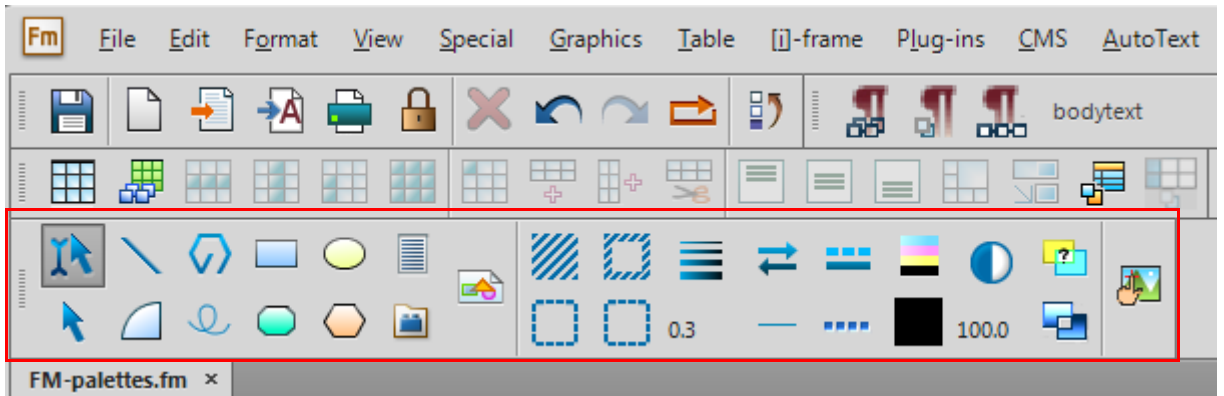 Fm File Edit Format View Special Graphics Table [i]-frame Plug-ins CMS AutoText
A bodytext
?
0.3 100.0
FM-palettes.fm ×